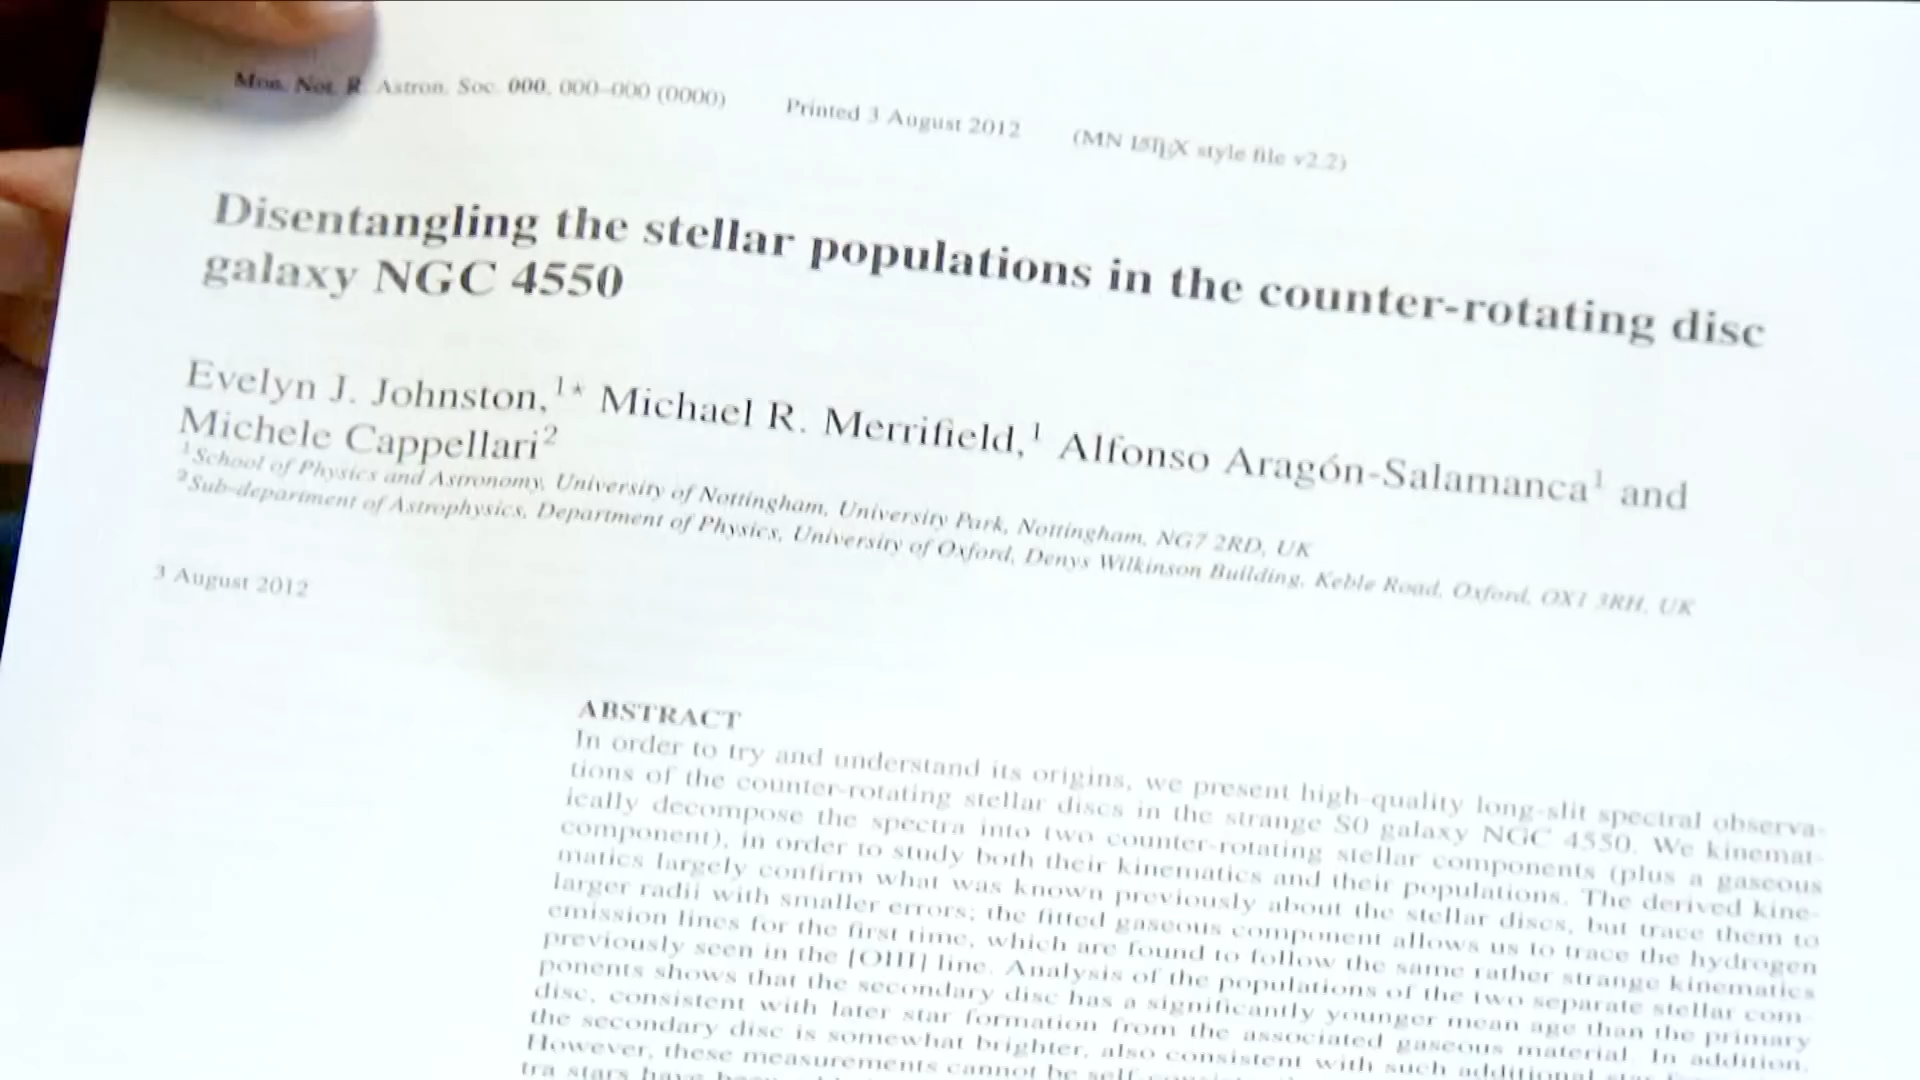 Mon. Not. R. Astron. Soc. 000, 000–000 (0000) Printed 3 August 2012 (MN LATEX style file v2.2)
Disentangling the stellar populations in the counter-rotating disc
galaxy NGC 4550
Evelyn J. Johnston,1⋆ Michael R. Merrifield,1 Alfonso Aragón-Salamanca1 and
Michele Cappellari2
1School of Physics and Astronomy, University of Nottingham, University Park, Nottingham, NG7 2RD, UK
2Sub-department of Astrophysics, Department of Physics, University of Oxford, Denys Wilkinson Building, Keble Road, Oxford, OX1 3RH, UK
3 August 2012
ABSTRACT
In order to try and understand its origins, we present high-quality long-slit spectral observa-
tions of the counter-rotating stellar discs in the strange S0 galaxy NGC 4550. We kinemat-
ically decompose the spectra into two counter-rotating stellar components (plus a gaseous
component), in order to study both their kinematics and their populations. The derived kine-
matics largely confirm what was known previously about the stellar discs, but trace them to
larger radii with smaller errors; the fitted gaseous component allows us to trace the hydrogen
emission lines for the first time, which are found to follow the same rather strange kinematics
previously seen in the [OIII] line. Analysis of the populations of the two separate stellar com-
ponents shows that the secondary disc has a significantly younger mean age than the primary
disc, consistent with later star formation from the associated gaseous material. In addition,
the secondary disc is somewhat brighter, also consistent with such additional star
However, these measurements cannot be
tra stars have